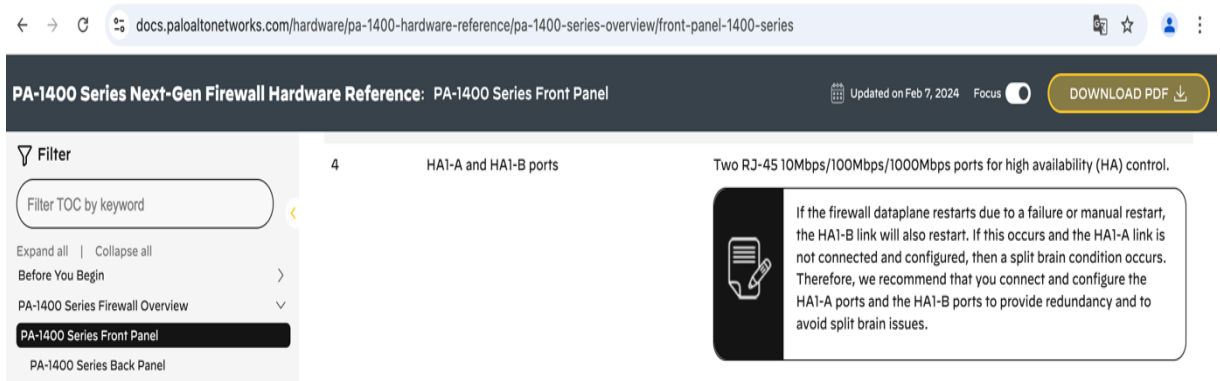 docs.paloaltonetworks.com/hardware/pa-1400-hardware-reference/pa-1400-series-overview/front-panel-1400-series
PA-1400 Series Next-Gen Firewall Hardware Reference: PA-1400 Series Front Panel
Updated on Feb 7, 2024 Focus
DOWNLOAD PDF
Filter
Filter TOC by keyword
Expand all | Collapse all
Before You Begin
PA-1400 Series Firewall Overview
PA-1400 Series Front Panel
PA-1400 Series Back Panel
4 HA1-A and HA1-B ports
Two RJ-45 10Mbps/100Mbps/1000Mbps ports for high availability (HA) control.
If the firewall dataplane restarts due to a failure or manual restart,
the HA1-B link will also restart. If this occurs and the HA1-A link is
not connected and configured, then a split brain condition occurs.
Therefore, we recommend that you connect and configure the
HA1-A ports and the HA1-B ports to provide redundancy and to
avoid split brain issues.